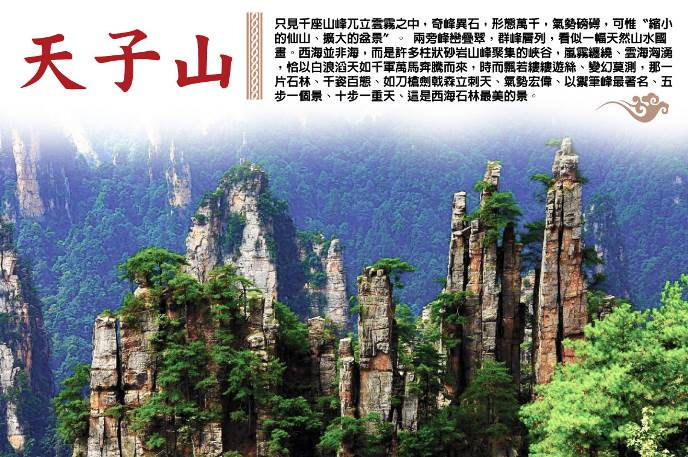 天子山
只見千座山峰兀立雲霧之中，奇峰異石，形態萬千，氣勢磅礡，可惟〝縮小
的仙山、擴大的盆景〞。 兩旁峰巒疊翠，群峰層列，看似一幅天然山水國
畫。西海並非海，而是許多柱狀砂岩山峰聚集的峽谷，嵐霧纏繞、雲海洶湧
，恰以白浪滔天如千軍萬馬奔騰而來，時而飄若縷縷遊絲、變幻莫測，那一
片石林、千姿百態、如刀槍劍戟森立刺天、氣勢宏偉、以禦筆峰最著名、五
步一個景、十步一重天、這是西海石林最美的景。